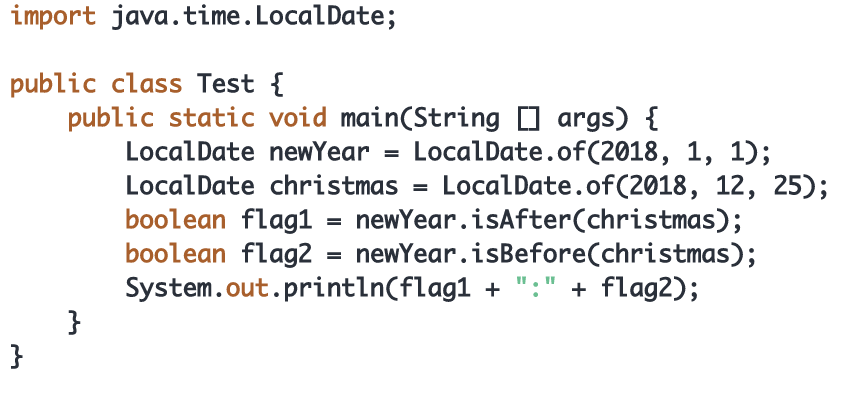 import java.time.LocalDate;

public class Test {
    public static void main(String [] args) {
        LocalDate newYear = LocalDate.of(2018, 1, 1);
        LocalDate christmas = LocalDate.of(2018, 12, 25);
        boolean flag1 = newYear.isAfter(christmas);
        boolean flag2 = newYear.isBefore(christmas);
        System.out.println(flag1 + ":" + flag2);
    }
}